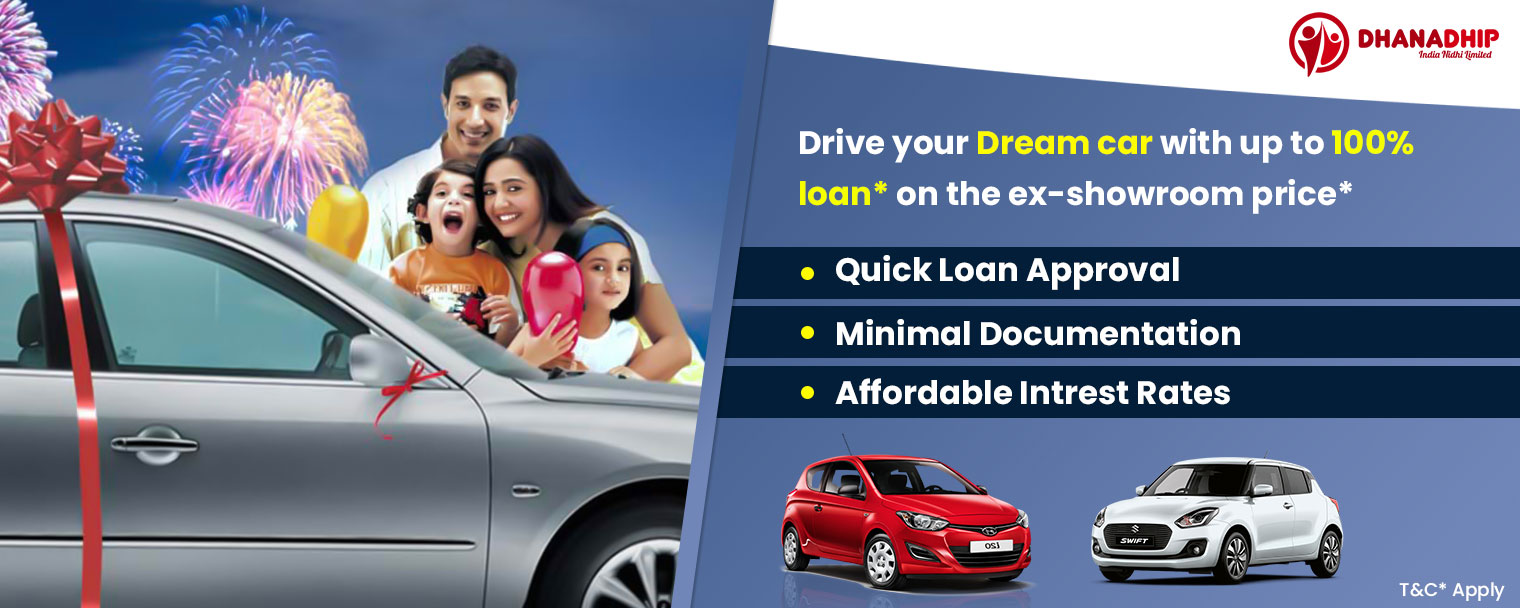 DHANADHIP
India Nidhi Limited
Drive your Dream car with up to 100%
loan* on the ex-showroom price*
Quick Loan Approval
Minimal Documentation
Affordable Intrest Rates
SWIFT
T&C* Apply